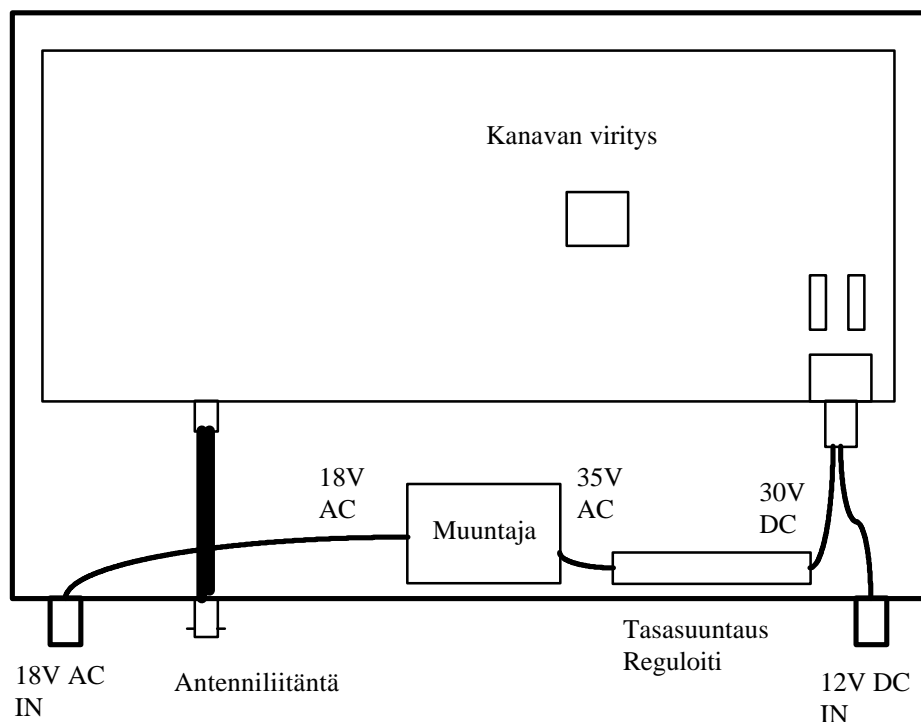 Kanavan viritys
18V
AC
35V
AC
30V
DC
Muuntaja
Tasasuuntaus
Reguloiti
18V AC
IN
Antenniliitäntä
12V DC
IN